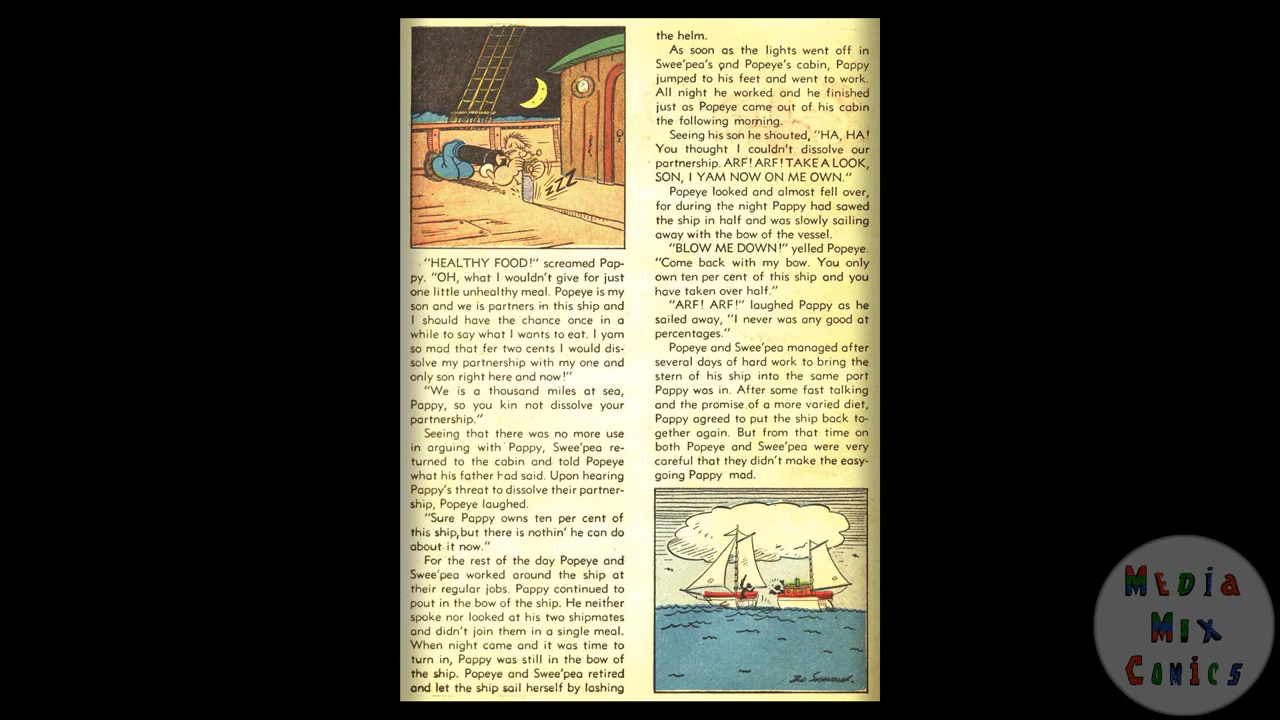 ZZZ
"HEALTHY FOOD!" screamed Pap-
py. "OH, what I wouldn't give for just
one little unhealthy meal. Popeye is my
son and we is partners in this ship and
I should have the chance once in a
while to say what I wants to eat. I yam
so mad that fer two cents I would dis-
solve my partnership with my one and
only son right here and now!"
"We is a thousand miles at sea,
Pappy, so you kin not dissolve your
partnership."
Seeing that there was no more use
in arguing with Pappy, Swee'pea re-
turned to the cabin and told Popeye
what his father had said. Upon hearing
Pappy's threat to dissolve their partner-
ship, Popeye laughed.
"Sure Pappy owns ten per cent of
this ship, but there is nothin' he can do
about it now."
For the rest of the day Popeye and
Swee'pea worked around the ship at
their regular jobs. Pappy continued to
pout in the bow of the ship. He neither
spoke nor looked at his two shipmates
and didn't join them in a single meal.
When night came and it was time to
turn in, Pappy was still in the bow of
the ship. Popeye and Swee'pea retired
and let the ship sail herself by lashing
the helm.
As soon as the lights went off in
Swee'pea's and Popeye's cabin, Pappy
jumped to his feet and went to work.
All night he worked and he finished
just as Popeye came out of his cabin
the following morning.
Seeing his son he shouted, "HA, HA!
You thought I couldn't dissolve our
partnership. ARF! ARF! TAKE A LOOK,
SON, I YAM NOW ON ME OWN."
Popeye looked and almost fell over,
for during the night Pappy had sawed
the ship in half and was slowly sailing
away with the bow of the vessel.
"BLOW ME DOWN!" yelled Popeye.
"Come back with my bow. You only
own ten per cent of this ship and you
have taken over half."
"ARF! ARF!" laughed Pappy as he
sailed away, "I never was any good at
percentages."
Popeye and Swee'pea managed after
several days of hard work to bring the
stern of his ship into the same port
Pappy was in. After some fast talking
and the promise of a more varied diet,
Pappy agreed to put the ship back to-
gether again. But from that time on
both Popeye and Swee'pea were very
careful that they didn't make the easy-
going Pappy mad.
MEDIA
MIX
COMICS